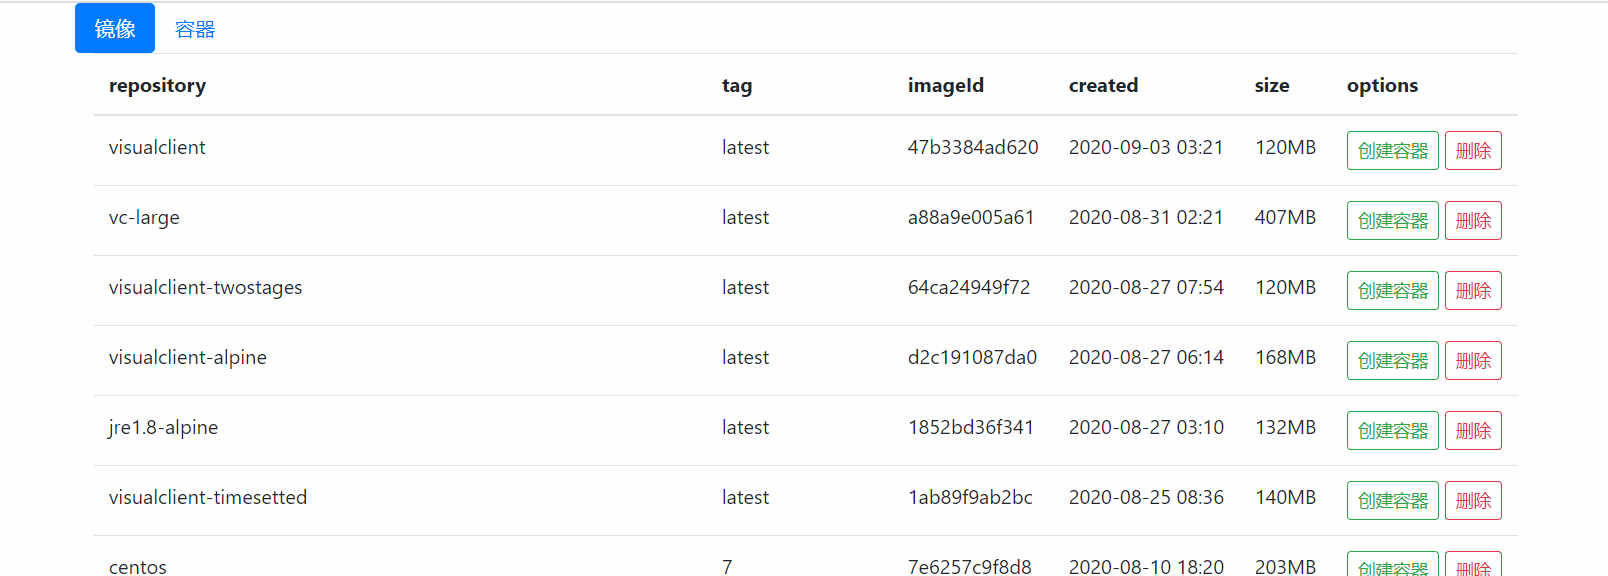 镜像 容器
repository tag imageId created size options
visualclient latest 47b3384ad620 2020-09-03 03:21 120MB 创建容器 删除
vc-large latest a88a9e005a61 2020-08-31 02:21 407MB 创建容器 删除
visualclient-twostages latest 64ca24949f72 2020-08-27 07:54 120MB 创建容器 删除
visualclient-alpine latest d2c191087da0 2020-08-27 06:14 168MB 创建容器 删除
jre1.8-alpine latest 1852bd36f341 2020-08-27 03:10 132MB 创建容器 删除
visualclient-timesetted latest 1ab89f9ab2bc 2020-08-25 08:36 140MB 创建容器 删除
centos 7 7e6257c9f8d8 2020-08-10 18:20 203MB 创建容器 删除